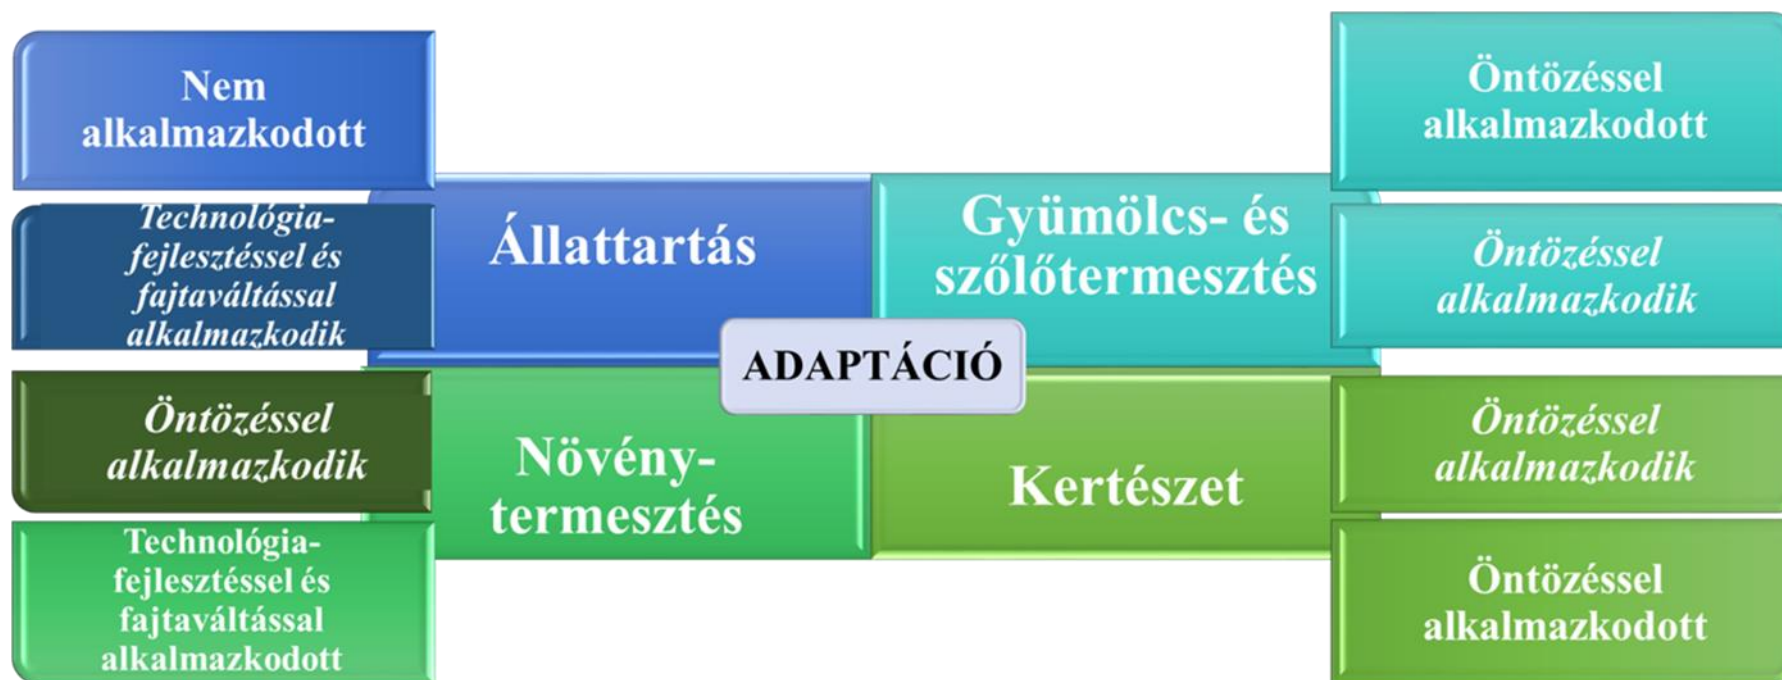 Nem
alkalmazkodott
Technológia-
fejlesztéssel és
fajtaváltással
alkalmazkodik
Öntözéssel
alkalmazkodik
Technológia-
fejlesztéssel és
fajtaváltással
alkalmazkodott
Állattartás
Gyümölcs- és
szőlőtermesztés
ADAPTÁCIÓ
Növény-
termesztés
Kertészet
Öntözéssel
alkalmazkodott
Öntözéssel
alkalmazkodik
Öntözéssel
alkalmazkodik
Öntözéssel
alkalmazkodott